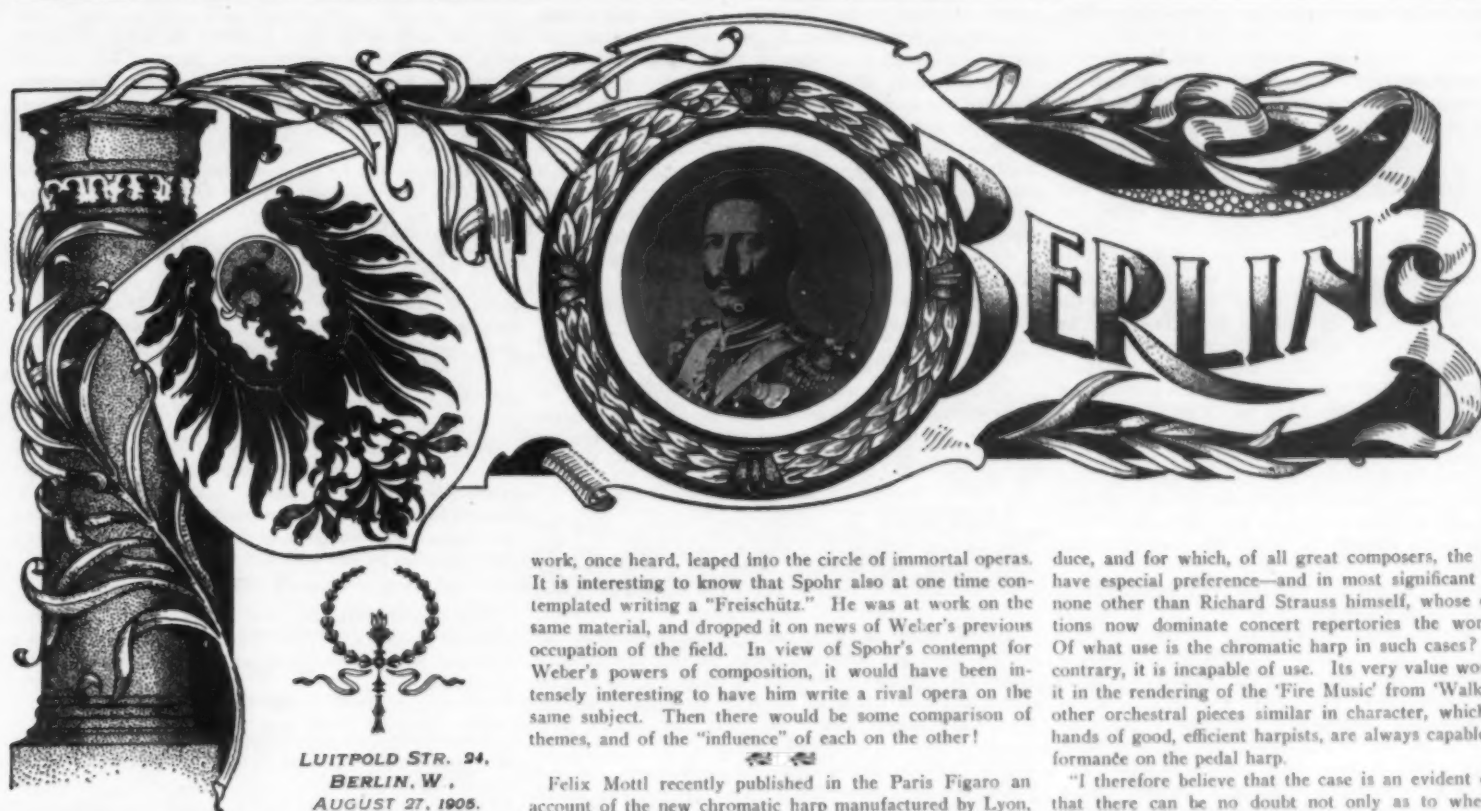 BERLIN
LUITPOLD STR. 24,
BERLIN, W.,
AUGUST 27, 1905.
work, once heard, leaped into the circle of immortal operas.
It is interesting to know that Spohr also at one time con-
templated writing a "Freischütz." He was at work on the
same material, and dropped it on news of Weber's previous
occupation of the field. In view of Spohr's contempt for
Weber's powers of composition, it would have been in-
tensely interesting to have him write a rival opera on the
same subject. Then there would be some comparison of
themes, and of the "influence" of each on the other!
Felix Mottl recently published in the Paris Figaro an
account of the new chromatic harp manufactured by Lyon,
duce, and for which, of all great composers, the
have especial preference—and in most significant
none other than Richard Strauss himself, whose
tions now dominate concert repertories the
Of what use is the chromatic harp in such cases?
contrary, it is incapable of use. Its very value
it in the rendering of the 'Fire Music' from
other orchestral pieces similar in character,
hands of good, efficient harpists, are always
formance on the pedal harp.
"I therefore believe that the case is an evident
that there can be no doubt not only as to